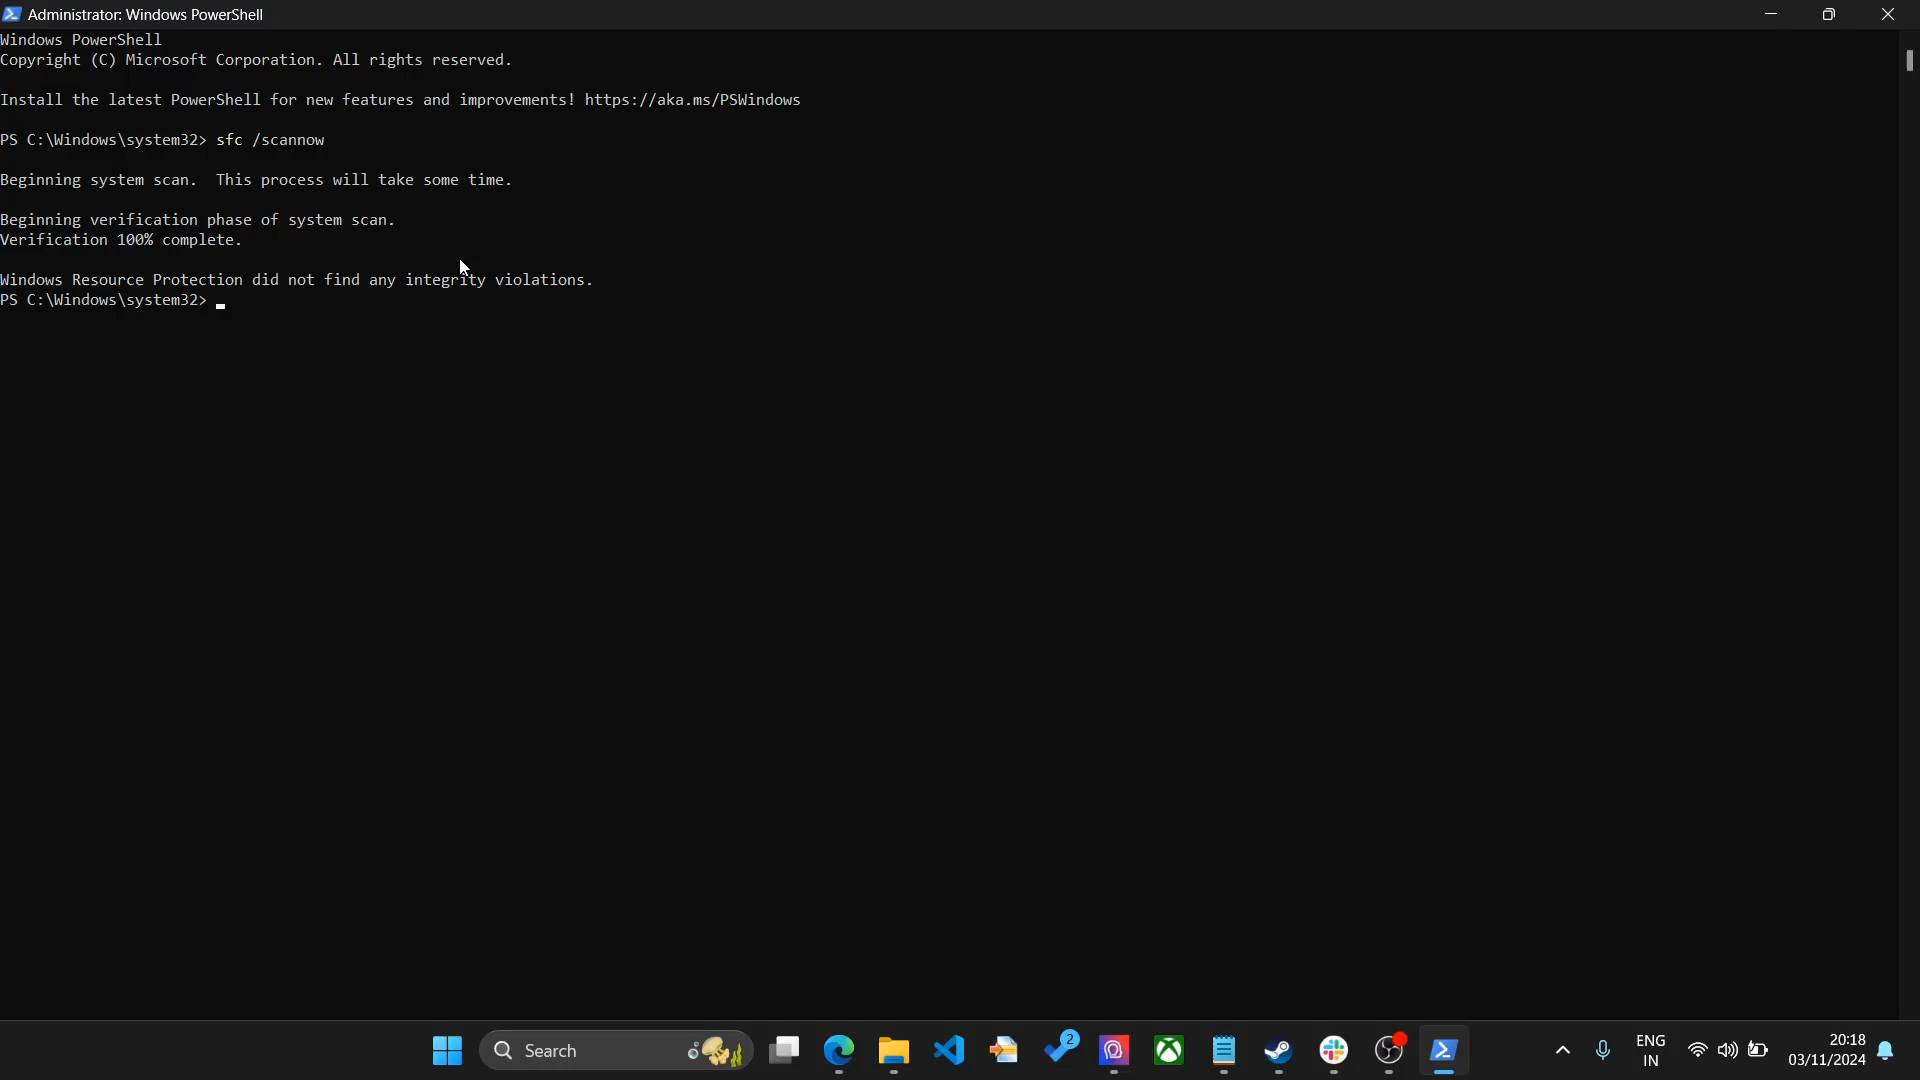 Administrator: Windows PowerShell
Windows PowerShell
Copyright (C) Microsoft Corporation. All rights reserved.
Install the latest PowerShell for new features and improvements! https://aka.ms/PSWindows
PS C:\Windows\system32> sfc /scannow
Beginning system scan.  This process will take some time.
Beginning verification phase of system scan.
Verification 100% complete.
Windows Resource Protection did not find any integrity violations.
PS C:\Windows\system32>
Search
2
ENG
IN
20:18
03/11/2024